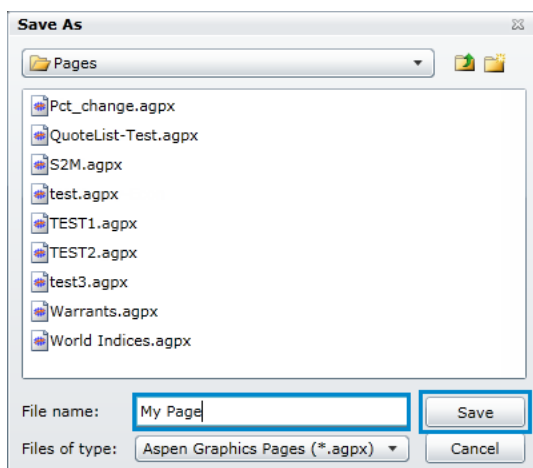 Save As
Pages
Pct_change.agpx
QuoteList-Test.agpx
S2M.agpx
test.agpx
TEST1.agpx
TEST2.agpx
test3.agpx
Warrants.agpx
World Indices.agpx
File name: My Page Save
Files of type: Aspen Graphics Pages (*.agpx) Cancel